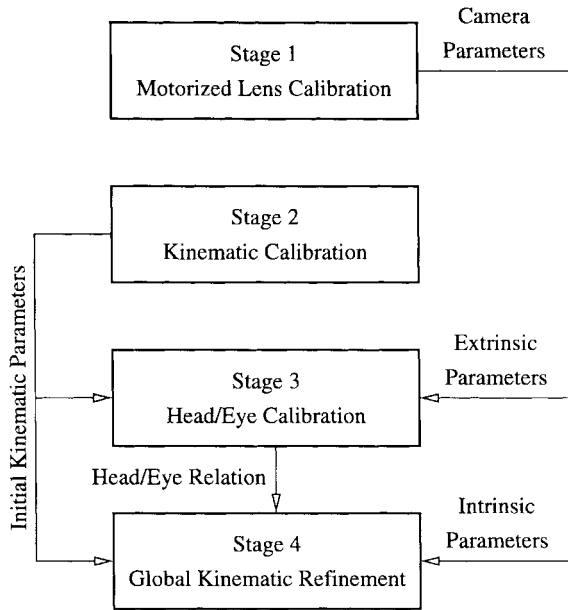 Stage 1
Motorized Lens Calibration
Camera
Parameters
Stage 2
Kinematic Calibration
Initial Kinematic Parameters
Stage 3
Head/Eye Calibration
Extrinsic
Parameters
Head/Eye Relation
Stage 4
Global Kinematic Refinement
Intrinsic
Parameters